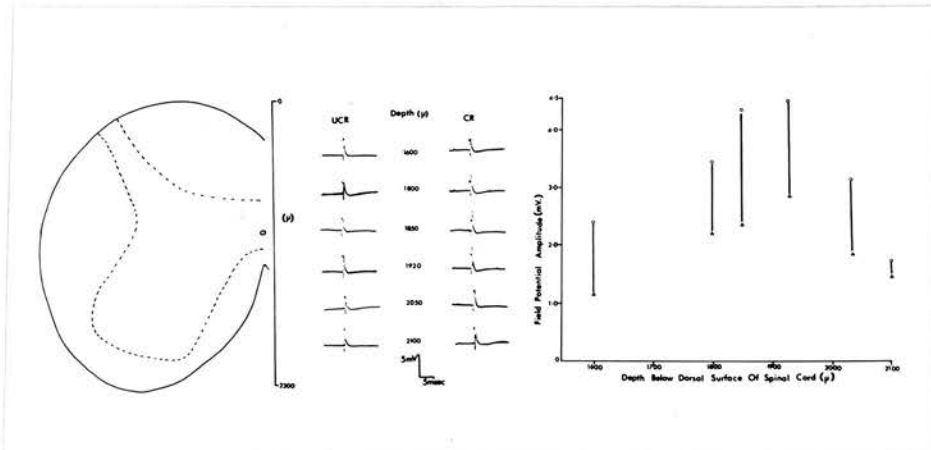 0
(μ)
2300
UCR
Depth (μ)
CR
1600
1800
1850
1920
2050
2100
5mV
5msec
Field Potential Amplitude (mV.)
4·5
4·0
3·0
2·0
1·0
0
1600
1700
1800
1900
2000
2100
Depth Below Dorsal Surface Of Spinal Cord (μ)